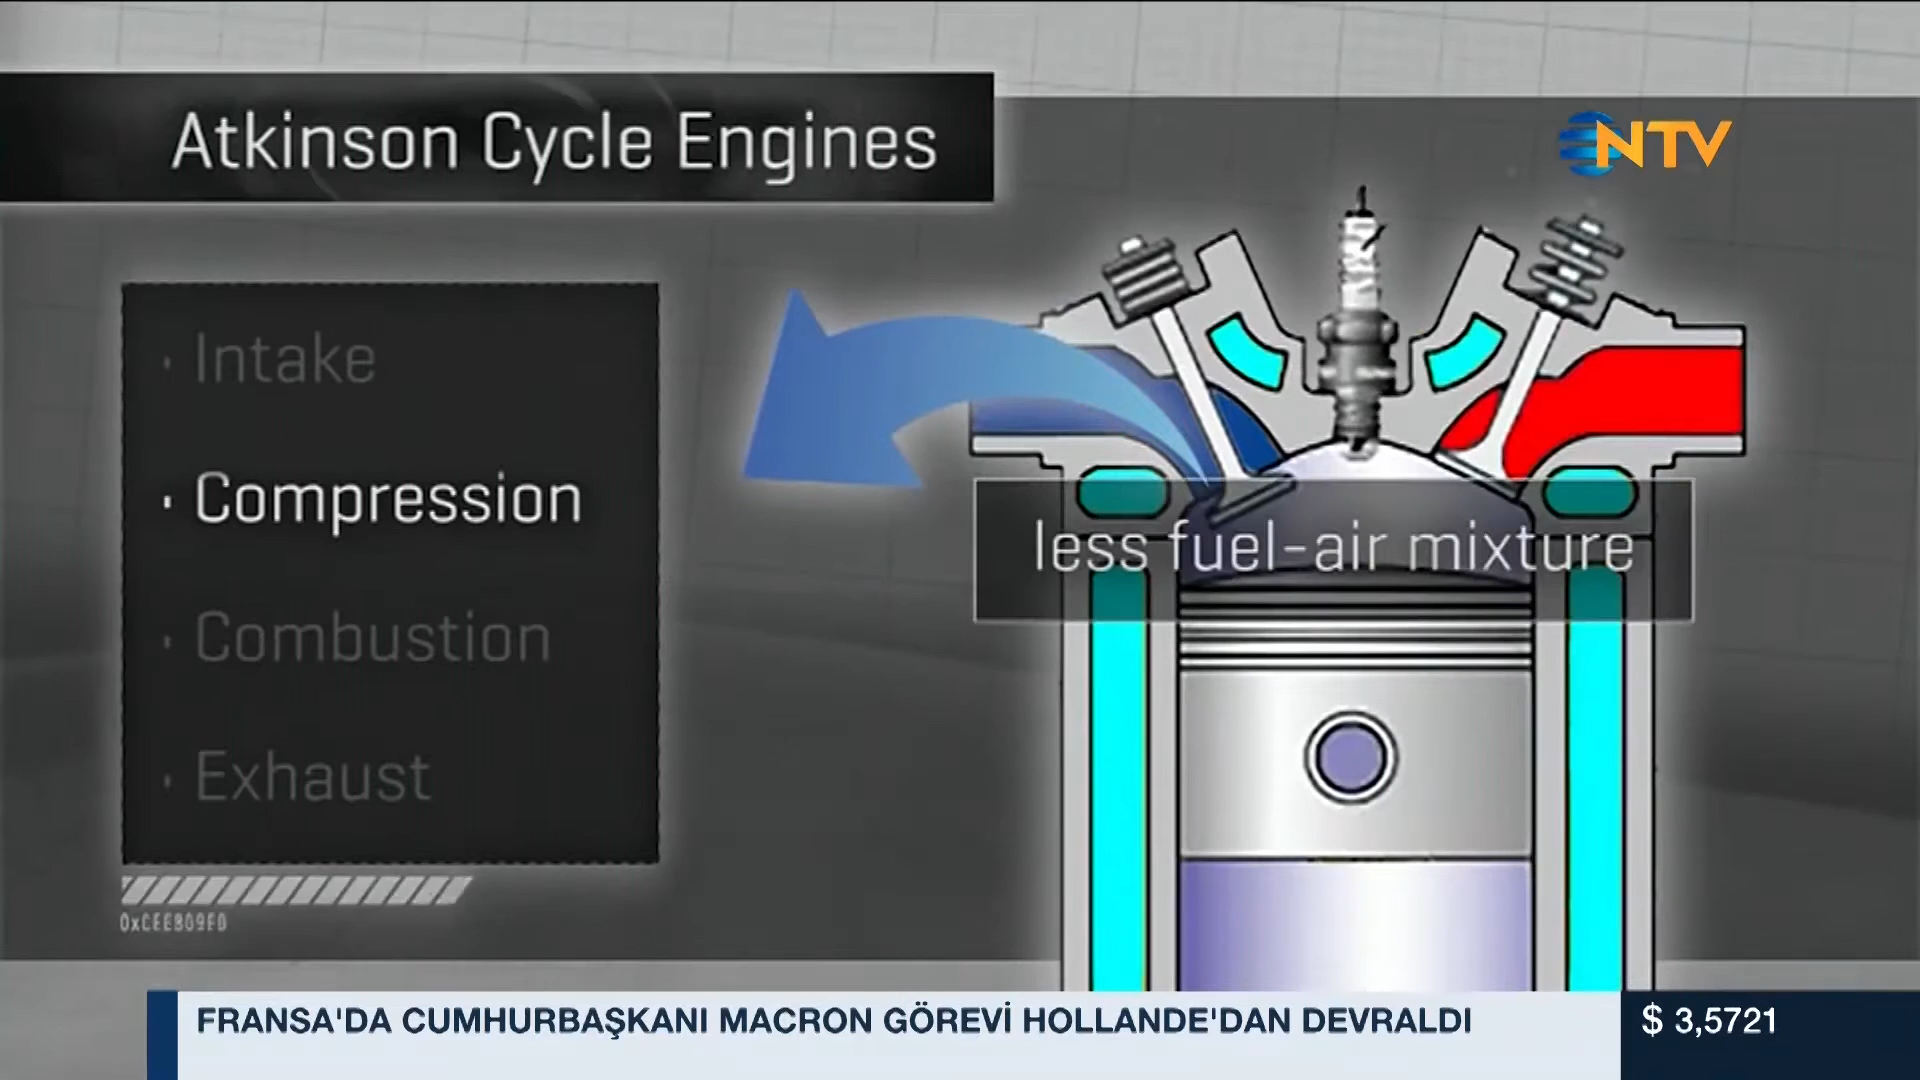 Atkinson Cycle Engines
NTV
· Intake
· Compression
· Combustion
· Exhaust
less fuel-air mixture
FRANSA'DA CUMHURBAŞKANI MACRON GÖREVİ HOLLANDE'DAN DEVRALDI
$ 3,5721